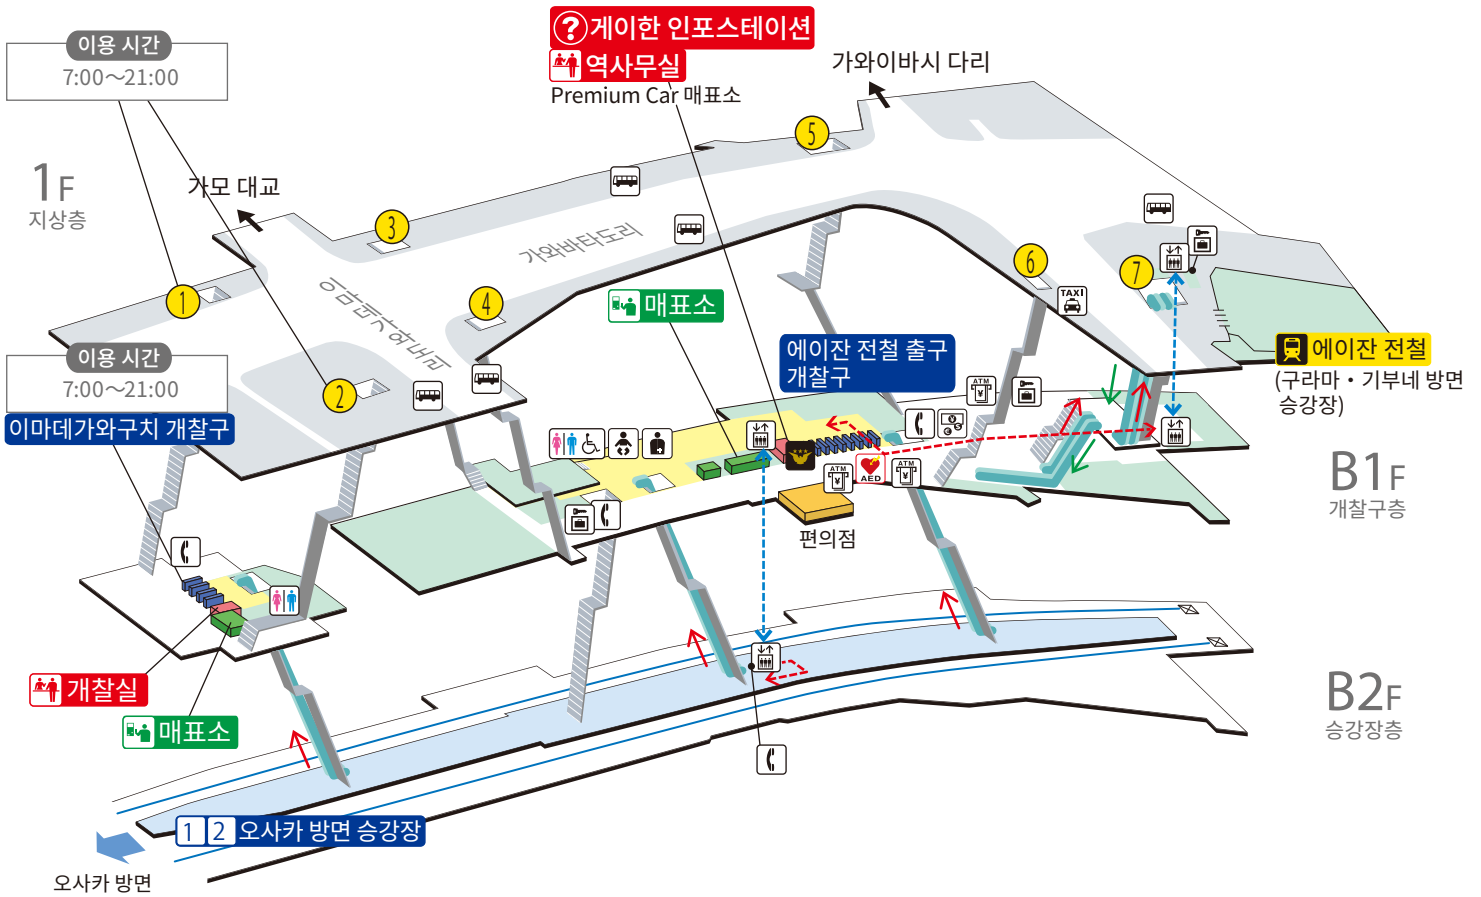 이용 시간
7:00～21:00
1F
지상층
가모 대교
게이한 인포스테이션
역사무실
Premium Car 매표소
가와이바시 다리
1
2
3
4
5
6
7
가와바타도리
TAXI
매표소
에이잔 전철 출구
개찰구
에이잔 전철
(구라마・기부네 방면
승강장)
이용 시간
7:00～21:00
이마데가와구치 개찰구
ATM
ATM
ATM
AED
편의점
B1F
개찰구층
개찰실
매표소
B2F
승강장층
1 2 오사카 방면 승강장
오사카 방면